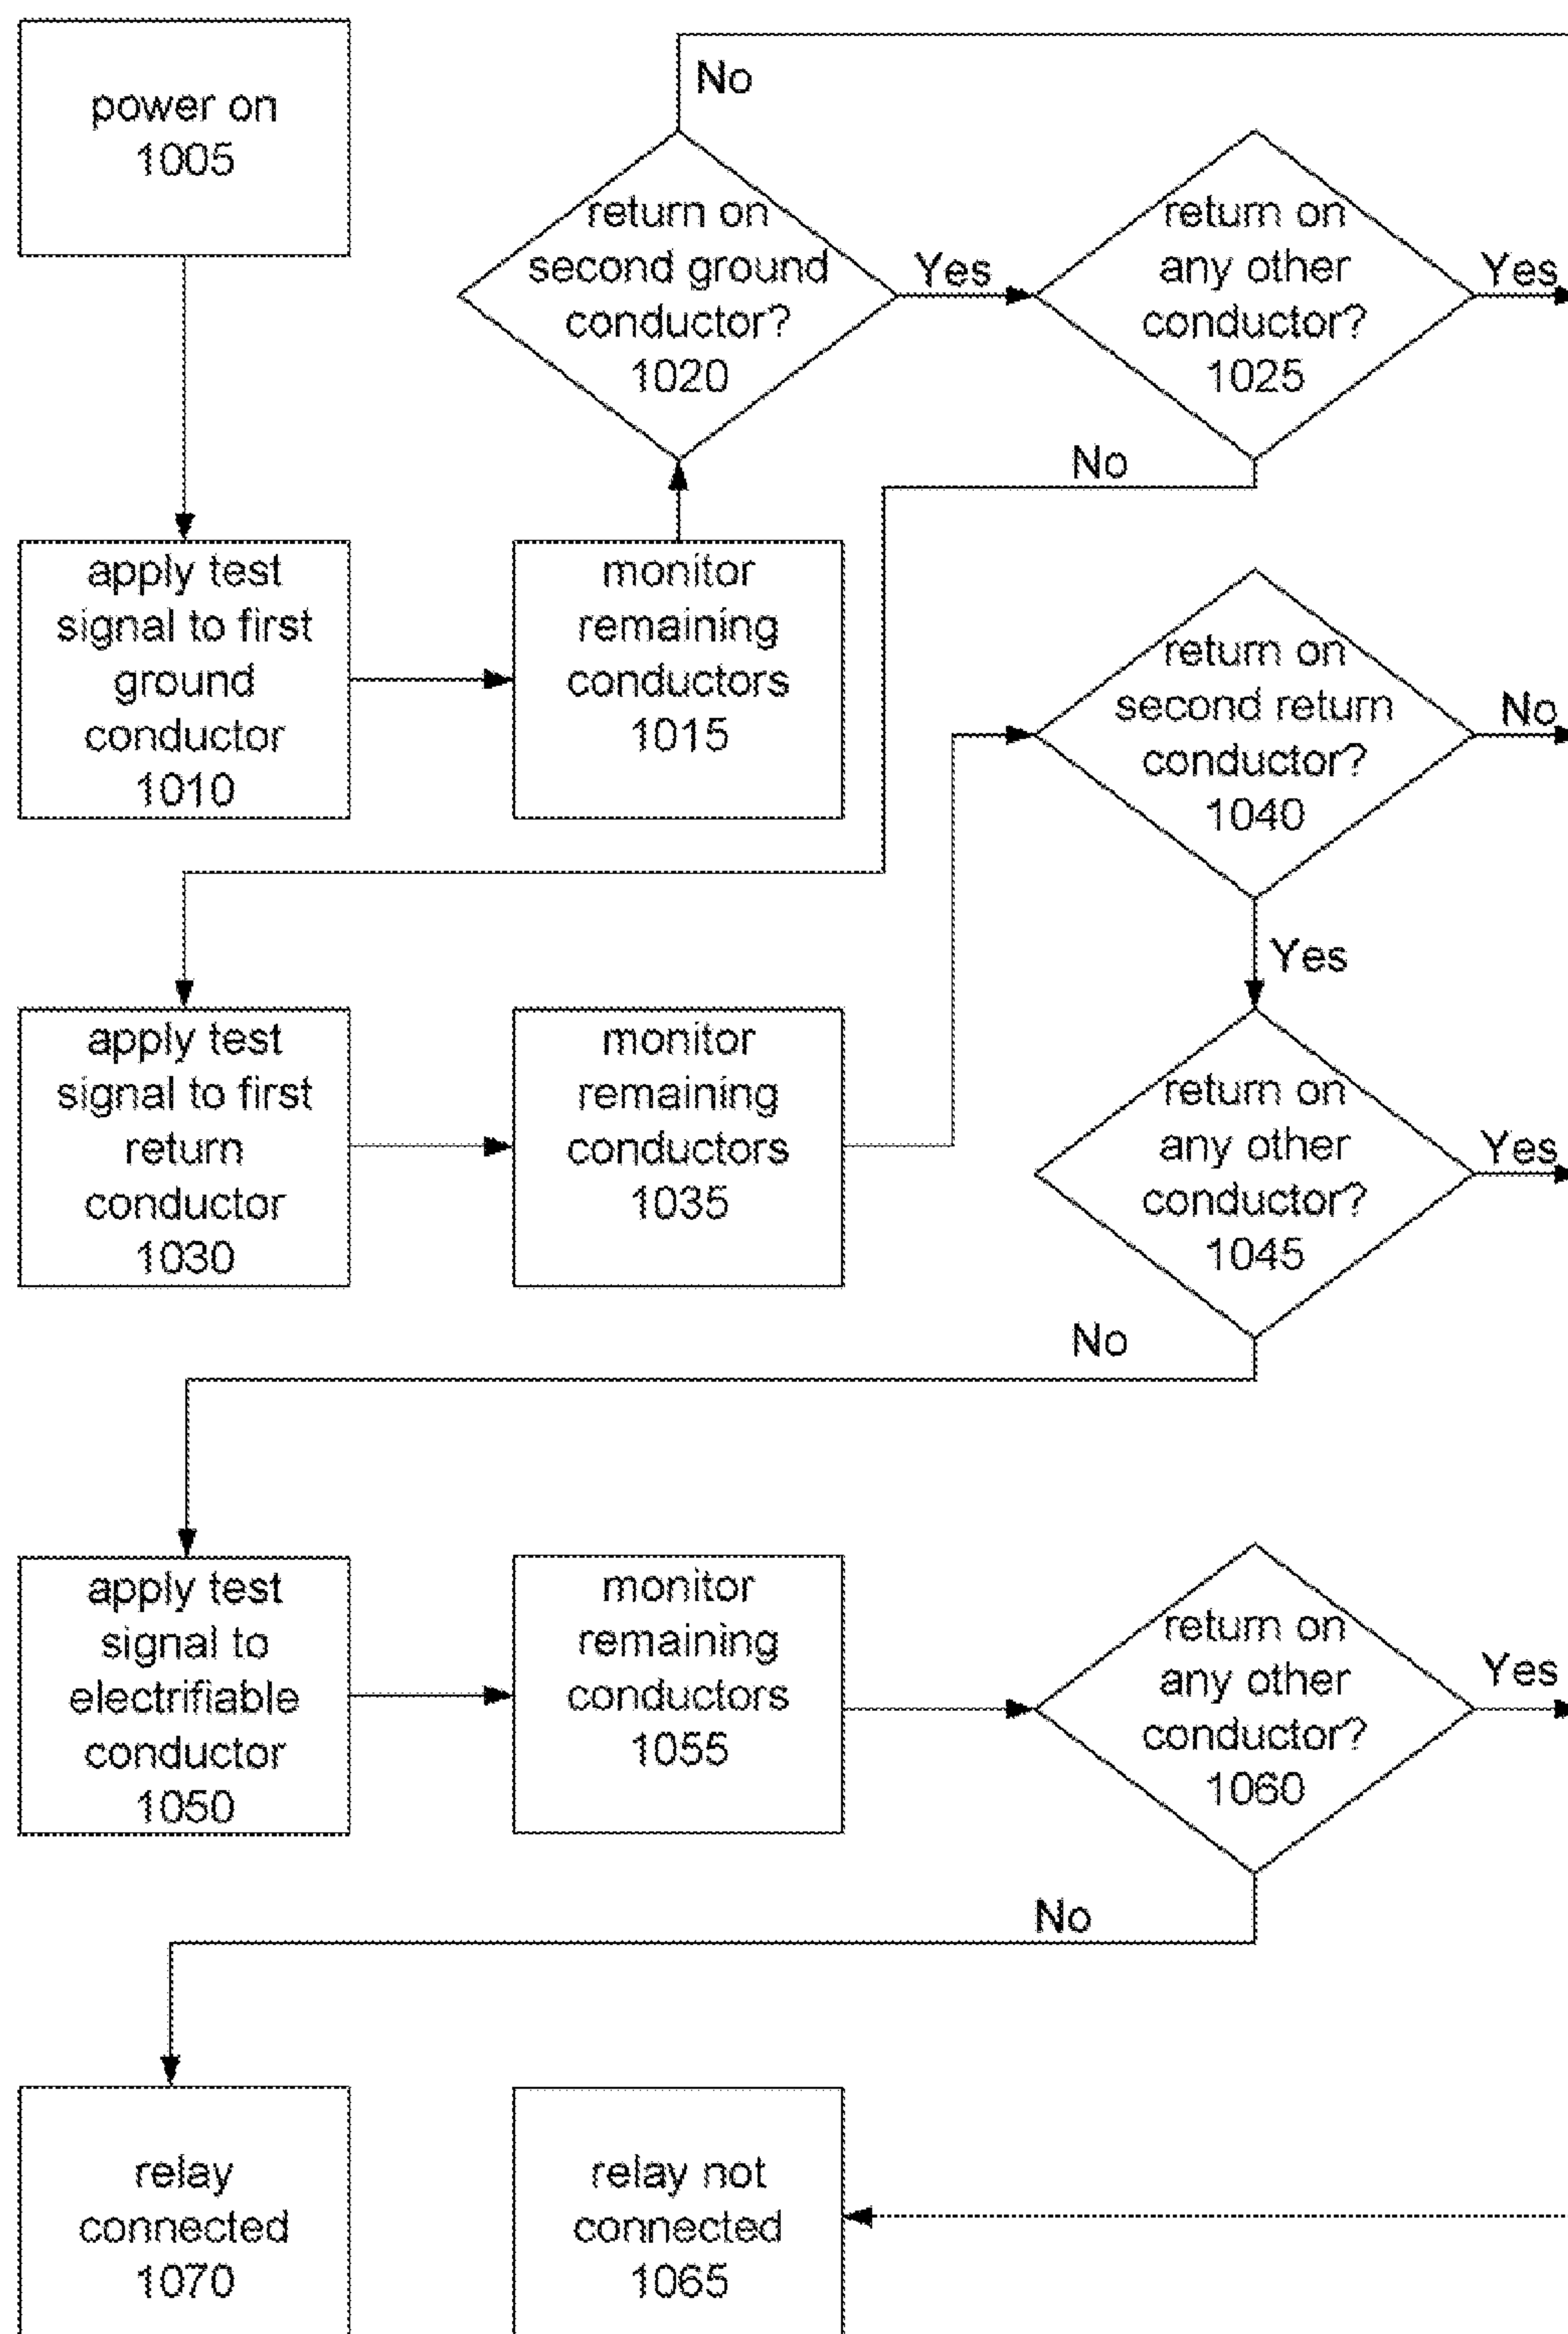 power on
1005
No
return on
second ground
conductor?
1020
Yes
return on
any other
conductor?
1025
Yes
No
apply test
signal to first
ground
conductor
1010
monitor
remaining
conductors
1015
return on
second return
conductor?
1040
No
Yes
apply test
signal to first
return
conductor
1030
monitor
remaining
conductors
1035
return on
any other
conductor?
1045
Yes
No
apply test
signal to
electrifiable
conductor
1050
monitor
remaining
conductors
1055
return on
any other
conductor?
1060
Yes
No
relay
connected
1070
relay not
connected
1065